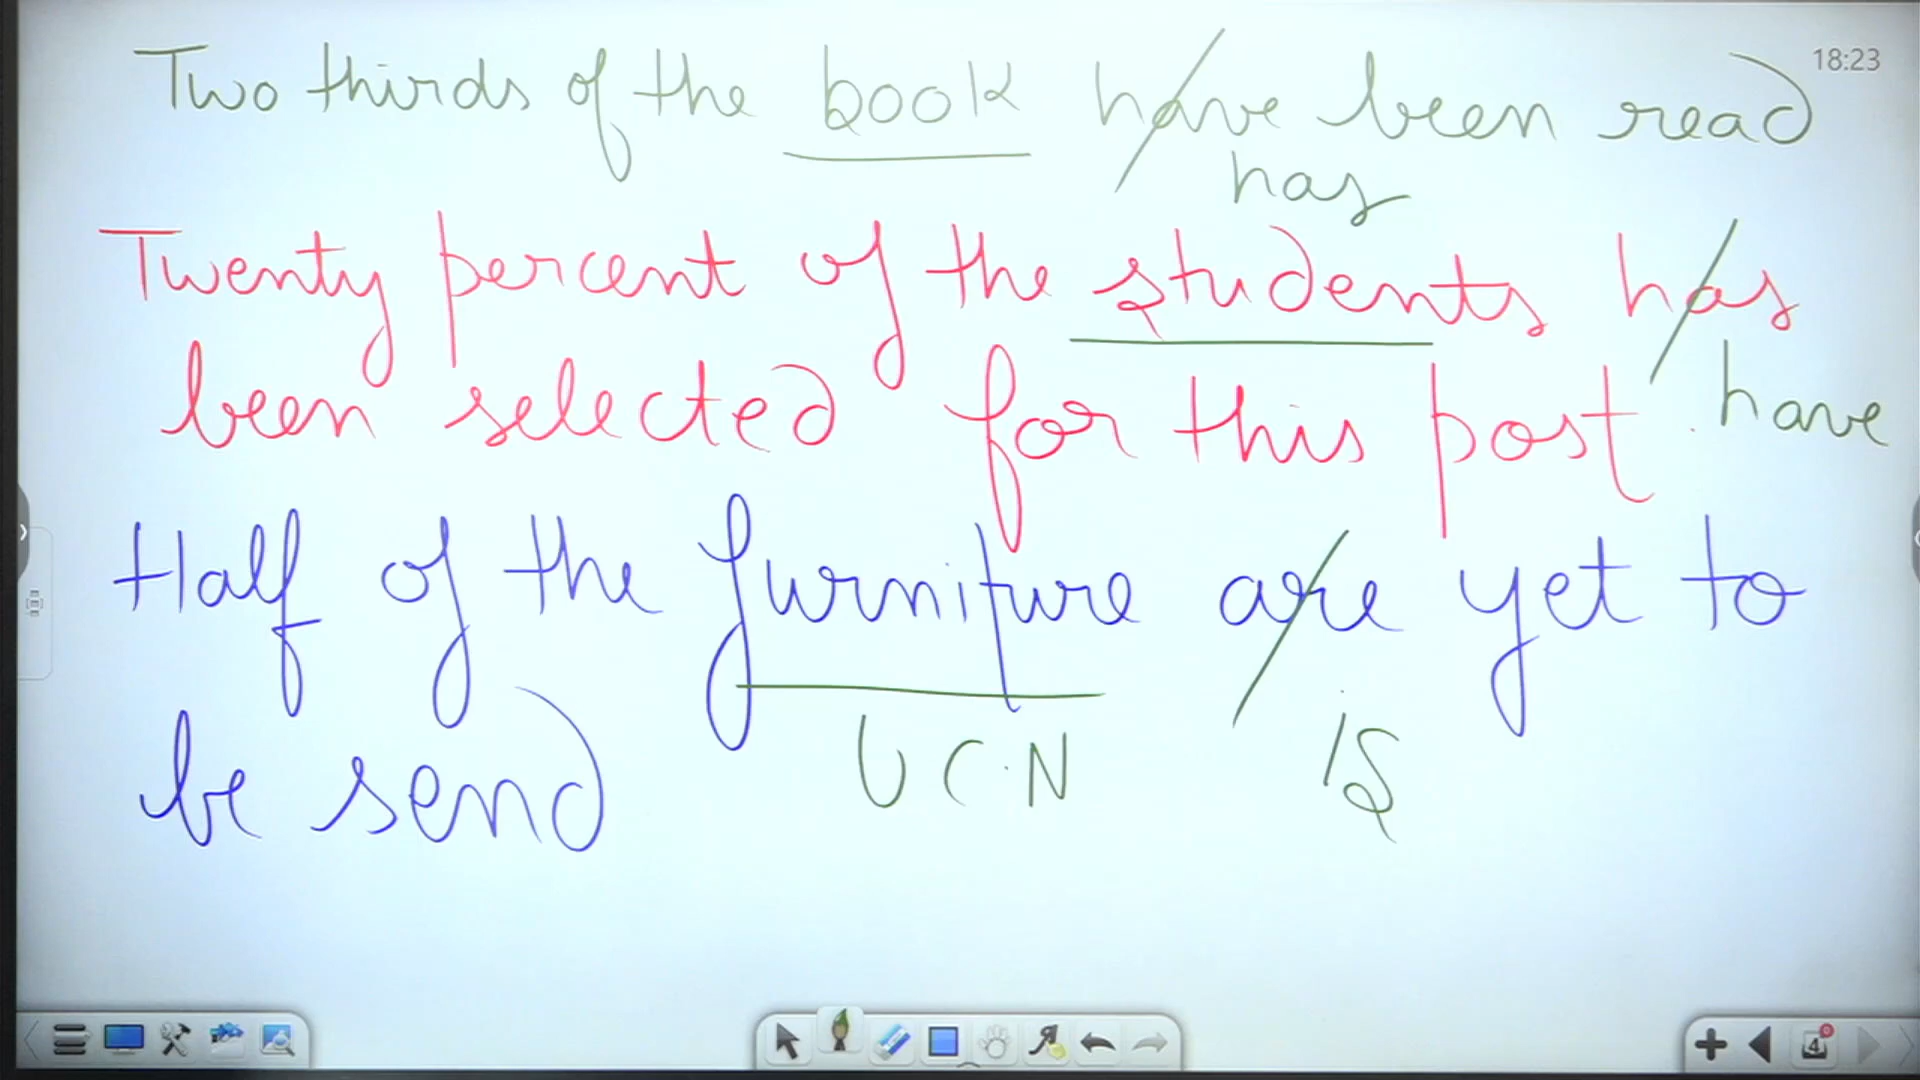 18:23
Two thirds of the book have been read
has
Twenty percent of the students has
been selected for this post. have
Half of the furniture are yet to
be send U C.N is
4